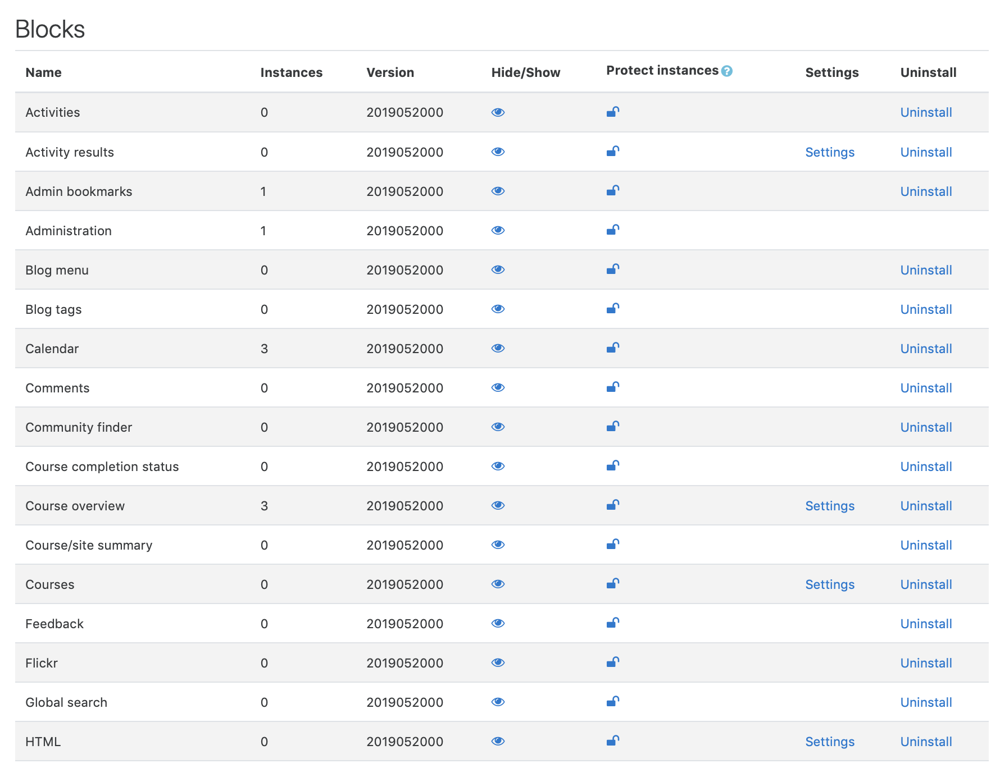 Blocks
Name Instances Version Hide/Show Protect instances ? Settings Uninstall
Activities 0 2019052000 Uninstall
Activity results 0 2019052000 Settings Uninstall
Admin bookmarks 1 2019052000 Uninstall
Administration 1 2019052000
Blog menu 0 2019052000 Uninstall
Blog tags 0 2019052000 Uninstall
Calendar 3 2019052000 Uninstall
Comments 0 2019052000 Uninstall
Community finder 0 2019052000 Uninstall
Course completion status 0 2019052000 Uninstall
Course overview 3 2019052000 Settings Uninstall
Course/site summary 0 2019052000 Uninstall
Courses 0 2019052000 Settings Uninstall
Feedback 0 2019052000 Uninstall
Flickr 0 2019052000 Uninstall
Global search 0 2019052000 Uninstall
HTML 0 2019052000 Settings Uninstall